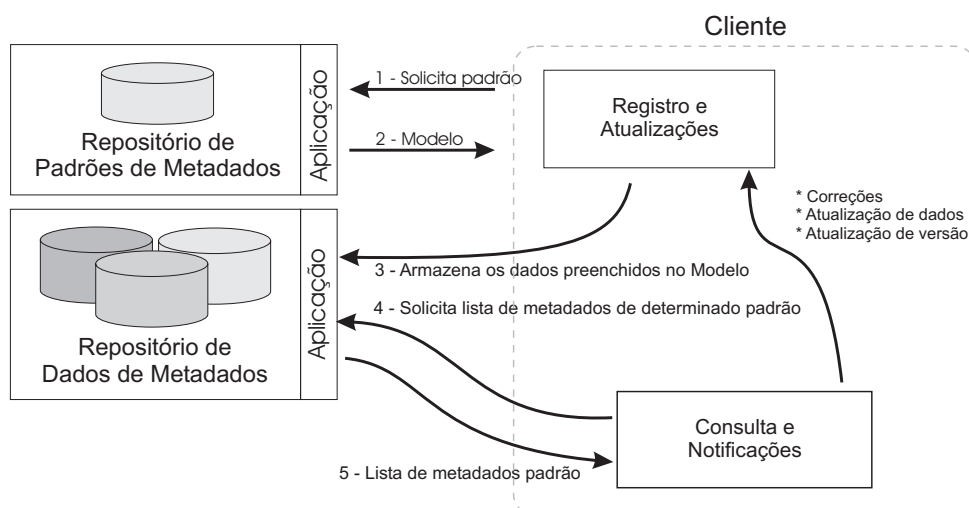 Cliente
Aplicação
1 - Solicita padrão
Registro e
Atualizações
Repositório de
Padrões de Metadados
2 - Modelo
* Correções
* Atualização de dados
* Atualização de versão
Aplicação
3 - Armazena os dados preenchidos no Modelo
4 - Solicita lista de metadados de determinado padrão
Repositório de
Dados de Metadados
Consulta e
Notificações
5 - Lista de metadados padrão